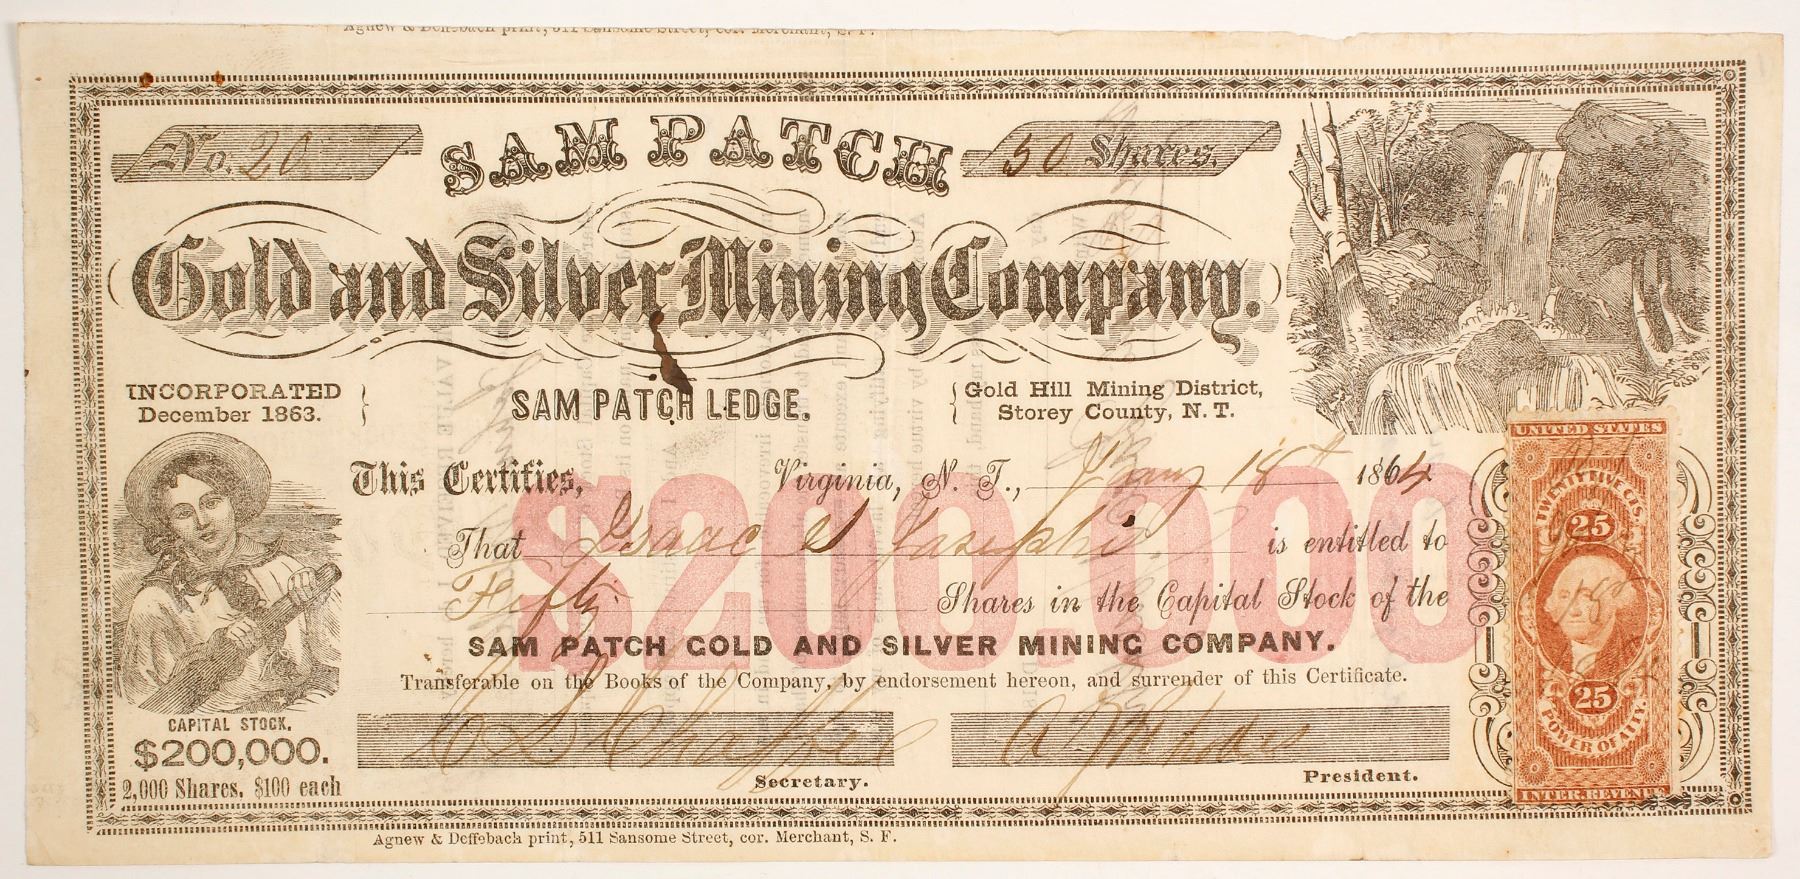 Agnew & Deffebach print, 511 Sansome Street, cor. Merchant, S. F.
No. 20
SAM PATCH
50 Shares.
Gold and Silver Mining Company.
INCORPORATED
December 1863.
SAM PATCH LEDGE.
Gold Hill Mining District,
Storey County, N. T.
This Certifies,
Virginia, N. T., Jany 18th 1864
That Isaac S Josephi is entitled to
Fifty Shares in the Capital Stock of the
SAM PATCH GOLD AND SILVER MINING COMPANY.
$200.000
Transferable on the Books of the Company, by endorsement hereon, and surrender of this Certificate.
CAPITAL STOCK,
$200,000.
2,000 Shares, $100 each
Secretary.
President.
UNITED STATES
TWENTY FIVE CTS.
25
25
POWER OF ATT'Y.
INTER. REVENUE
Agnew & Deffebach print, 511 Sansome Street, cor. Merchant, S. F.